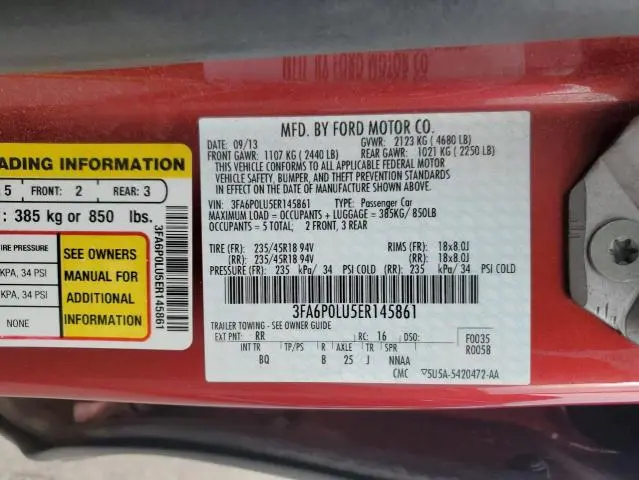 ADING INFORMATION
5 FRONT: 2 REAR: 3
: 385 kg or 850 lbs.
IRE PRESSURE
KPA, 34 PSI
KPA, 34 PSI
NONE
SEE OWNERS
MANUAL FOR
ADDITIONAL
INFORMATION
3FA6P0LU5ER145861
MFD. BY FORD MOTOR CO.
DATE: 09/13 GVWR: 2123 KG ( 4680 LB)
FRONT GAWR: 1107 KG ( 2440 LB) REAR GAWR: 1021 KG ( 2250 LB)
THIS VEHICLE CONFORMS TO ALL APPLICABLE FEDERAL MOTOR
VEHICLE SAFETY, BUMPER, AND THEFT PREVENTION STANDARDS
IN EFFECT ON THE DATE OF MANUFACTURE SHOWN ABOVE.
VIN: 3FA6P0LU5ER145861 TYPE: Passenger Car
MAXIMUM LOAD = OCCUPANTS + LUGGAGE = 385KG/ 850LB
OCCUPANTS = 5 TOTAL: 2 FRONT, 3 REAR
TIRE (FR): 235/45R18 94V RIMS (FR): 18x8.0J
(RR): 235/45R18 94V (RR): 18x8.0J
PRESSURE (FR): 235 kPa/ 34 PSI COLD (RR): 235 kPa/ 34 PSI COLD
3FA6P0LU5ER145861
TRAILER TOWING - SEE OWNER GUIDE
EXT PNT: RR RC: 16 DSO: F0035
R0058
INT TR TP/PS R AXLE TR SPR
BQ B 25 J NNAA
CMC ▽5U5A-5420472-AA